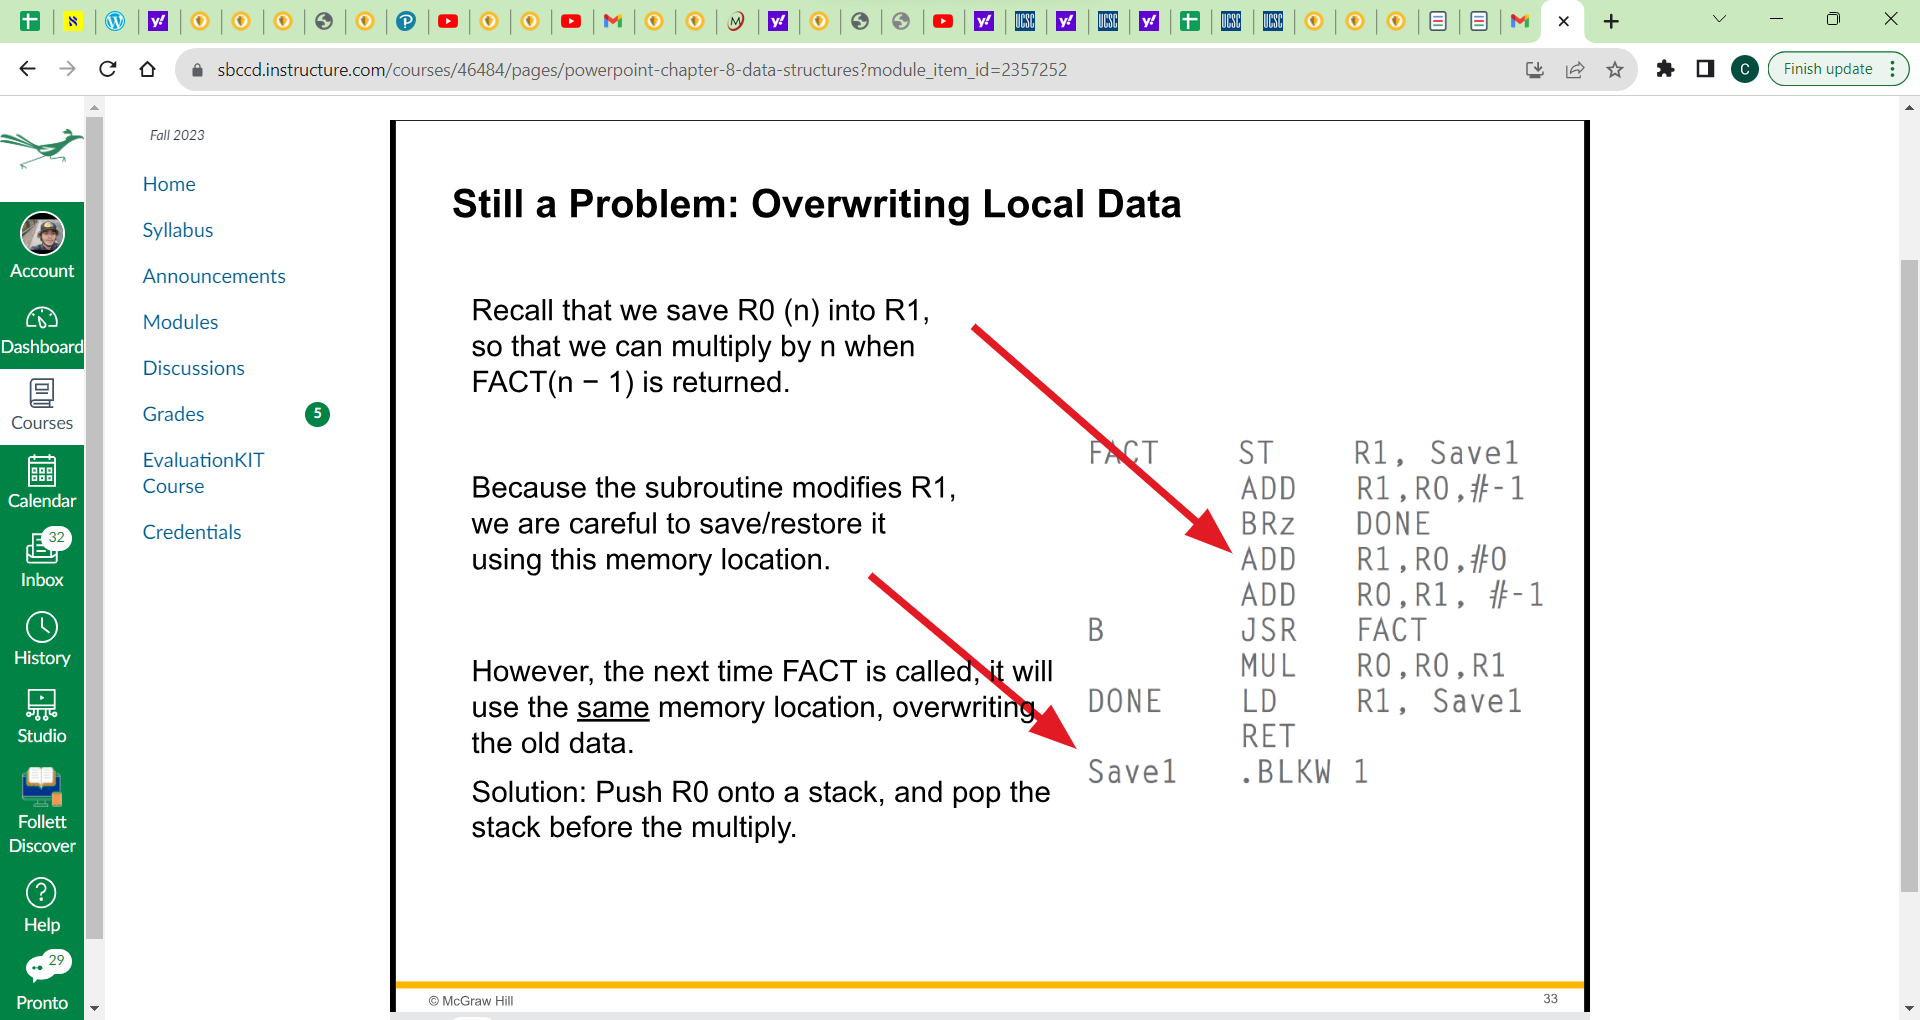 sbccd.instructure.com/courses/46484/pages/powerpoint-chapter-8-data-structures?module_item_id=2357252
C
Finish update
Account
Dashboard
Courses
Calendar
32
Inbox
History
Studio
Follett
Discover
Help
29
Pronto
Fall 2023
Home
Syllabus
Announcements
Modules
Discussions
Grades 5
EvaluationKIT
Course
Credentials
Still a Problem: Overwriting Local Data
Recall that we save R0 (n) into R1,
so that we can multiply by n when
FACT(n − 1) is returned.
Because the subroutine modifies R1,
we are careful to save/restore it
using this memory location.
However, the next time FACT is called, it will
use the same memory location, overwriting
the old data.
Solution: Push R0 onto a stack, and pop the
stack before the multiply.
FACT ST R1, Save1
ADD R1,R0,#-1
BRz DONE
ADD R1,R0,#0
ADD R0,R1, #-1
B JSR FACT
MUL R0,R0,R1
DONE LD R1, Save1
RET
Save1 .BLKW 1
© McGraw Hill
33